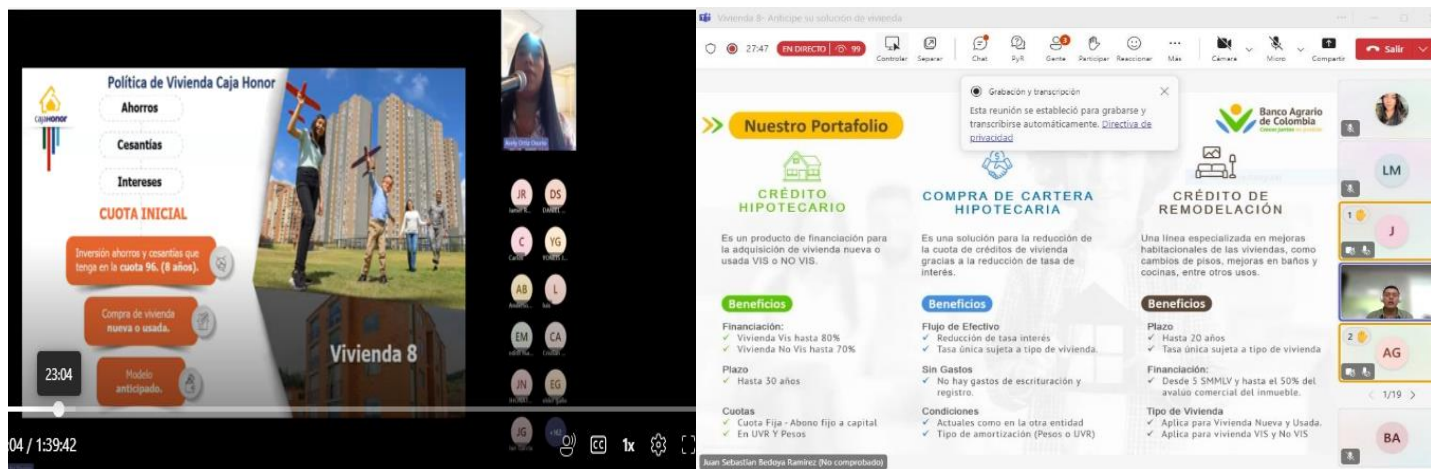 Política de Vivienda Caja Honor
cajaHONOR
Ahorros
Cesantías
Intereses
CUOTA INICIAL
Inversión ahorros y cesantías que
tenga en la cuota 96. (8 años).
Compra de vivienda
nueva o usada.
Modelo
anticipado.
Vivienda 8
23:04
:04 / 1:39:42
1x
JR
DS
C
YG
AB
L
EM
CA
JN
EG
JG
Vivienda 8- Anticipe su solución de vivienda
27:47
EN DIRECTO
99
Controlar
Separar
Chat
PyR
3
Gente
Participar
Reaccionar
Más
Cámara
Micro
Compartir
Salir
Grabación y transcripción
Esta reunión se estableció para grabarse y
transcribirse automáticamente. Directiva de
privacidad
Nuestro Portafolio
Banco Agrario
de Colombia
CRÉDITO
HIPOTECARIO
Es un producto de financiación para
la adquisición de vivienda nueva o
usada VIS o NO VIS.
Beneficios
Financiación:
✓ Vivienda Vis hasta 80%
✓ Vivienda No Vis hasta 70%
Plazo
✓ Hasta 30 años
Cuotas
✓ Cuota Fija - Abono fijo a capital
✓ En UVR Y Pesos
COMPRA DE CARTERA
HIPOTECARIA
Es una solución para la reducción de
la cuota de créditos de vivienda
gracias a la reducción de tasa de
interés.
Beneficios
Flujo de Efectivo
✓ Reducción de tasa interés
✓ Tasa única sujeta a tipo de vivienda.
Sin Gastos
✓ No hay gastos de escrituración y
registro.
Condiciones
✓ Actuales como en la otra entidad
✓ Tipo de amortización (Pesos o UVR)
CRÉDITO DE
REMODELACIÓN
Una línea especializada en mejoras
habitacionales de las viviendas, como
cambios de pisos, mejoras en baños y
cocinas, entre otros usos.
Beneficios
Plazo
✓ Hasta 20 años
✓ Tasa única sujeta a tipo de vivienda
Financiación:
✓ Desde 5 SMMLV y hasta el 50% del
avalúo comercial del inmueble.
Tipo de Vivienda
✓ Aplica para Vivienda Nueva y Usada.
✓ Aplica para vivienda VIS y No VIS
LM
1
J
2
AG
1/19
BA
Juan Sebastian Bedoya Ramírez (No comprobado)